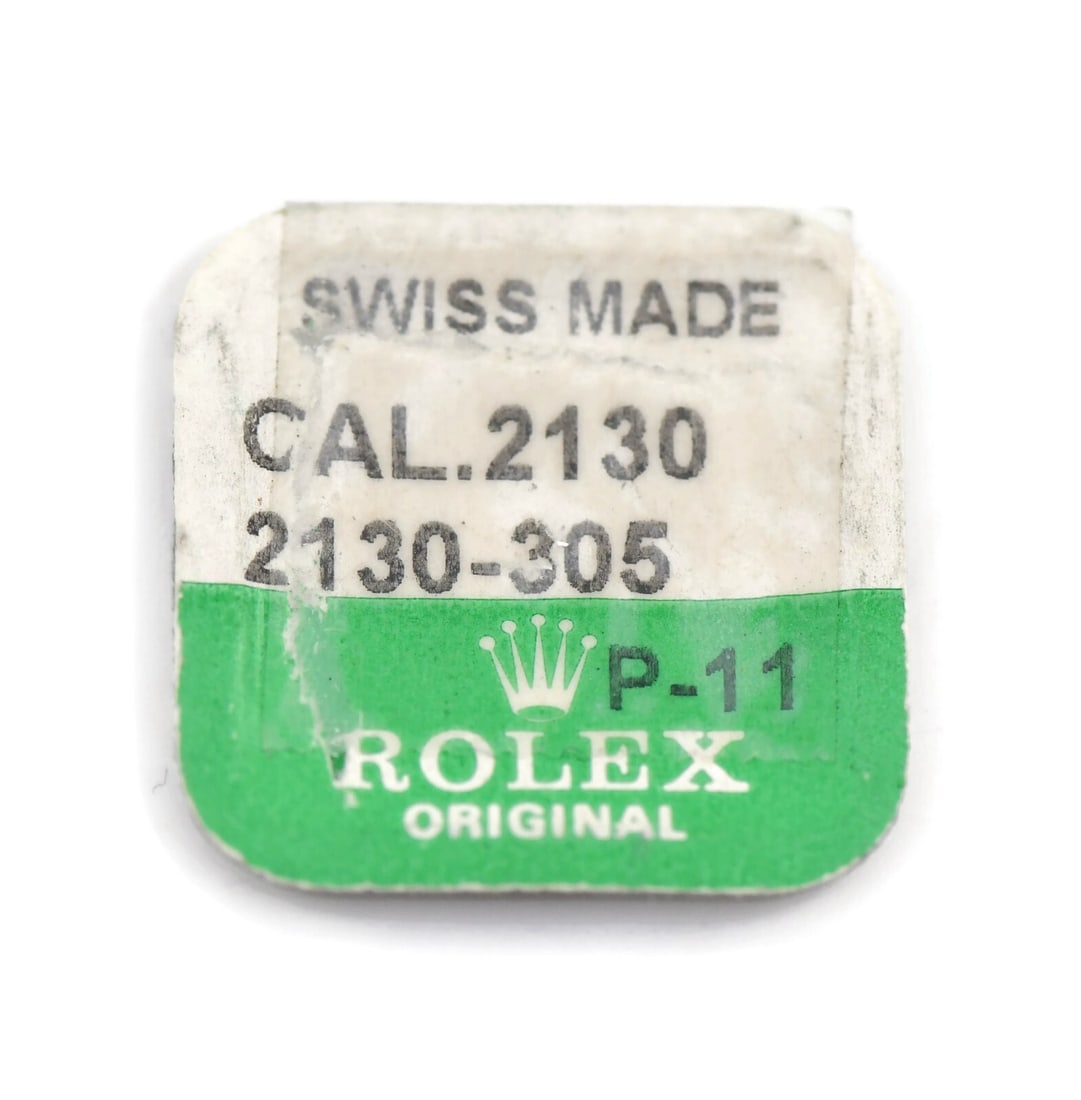 SWISS MADE
CAL.2130
2130-305
P-11
ROLEX
ORIGINAL